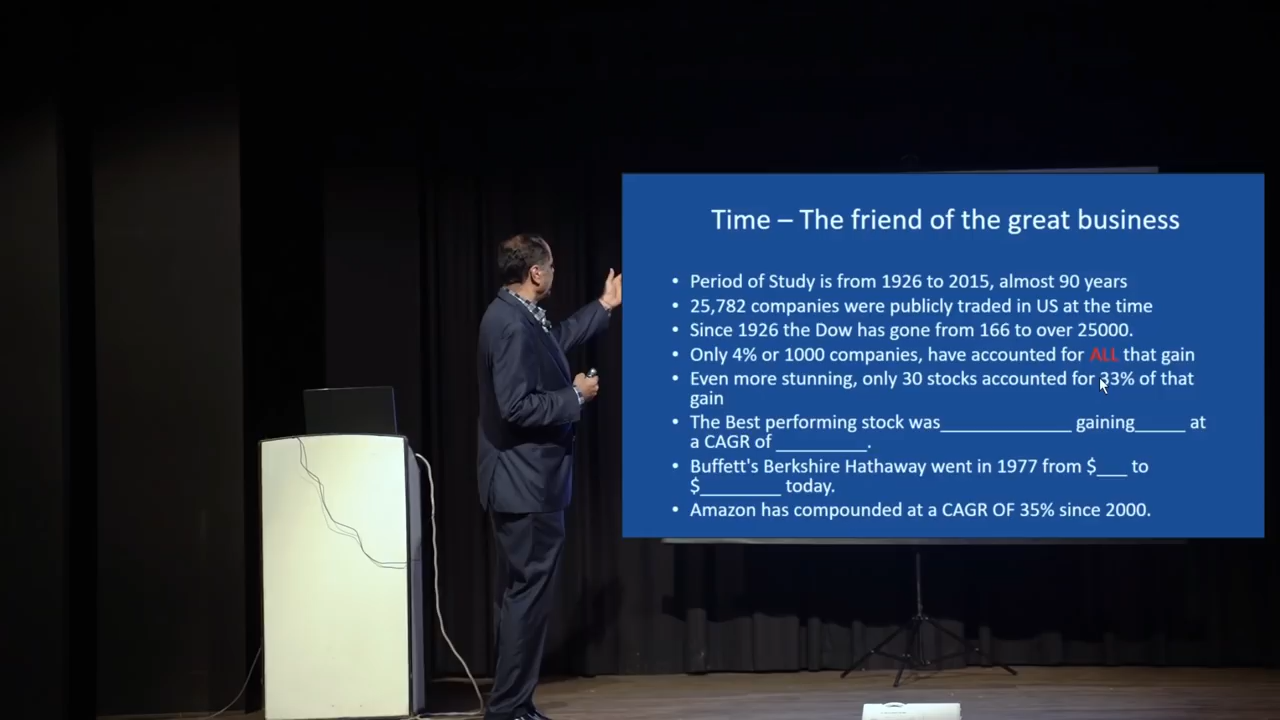 Time – The friend of the great business
• Period of Study is from 1926 to 2015, almost 90 years
• 25,782 companies were publicly traded in US at the time
• Since 1926 the Dow has gone from 166 to over 25000.
• Only 4% or 1000 companies, have accounted for ALL that gain
• Even more stunning, only 30 stocks accounted for 33% of that
gain
• The Best performing stock was_____________ gaining_____ at
a CAGR of _________.
• Buffett's Berkshire Hathaway went in 1977 from $___ to
$________ today.
• Amazon has compounded at a CAGR OF 35% since 2000.